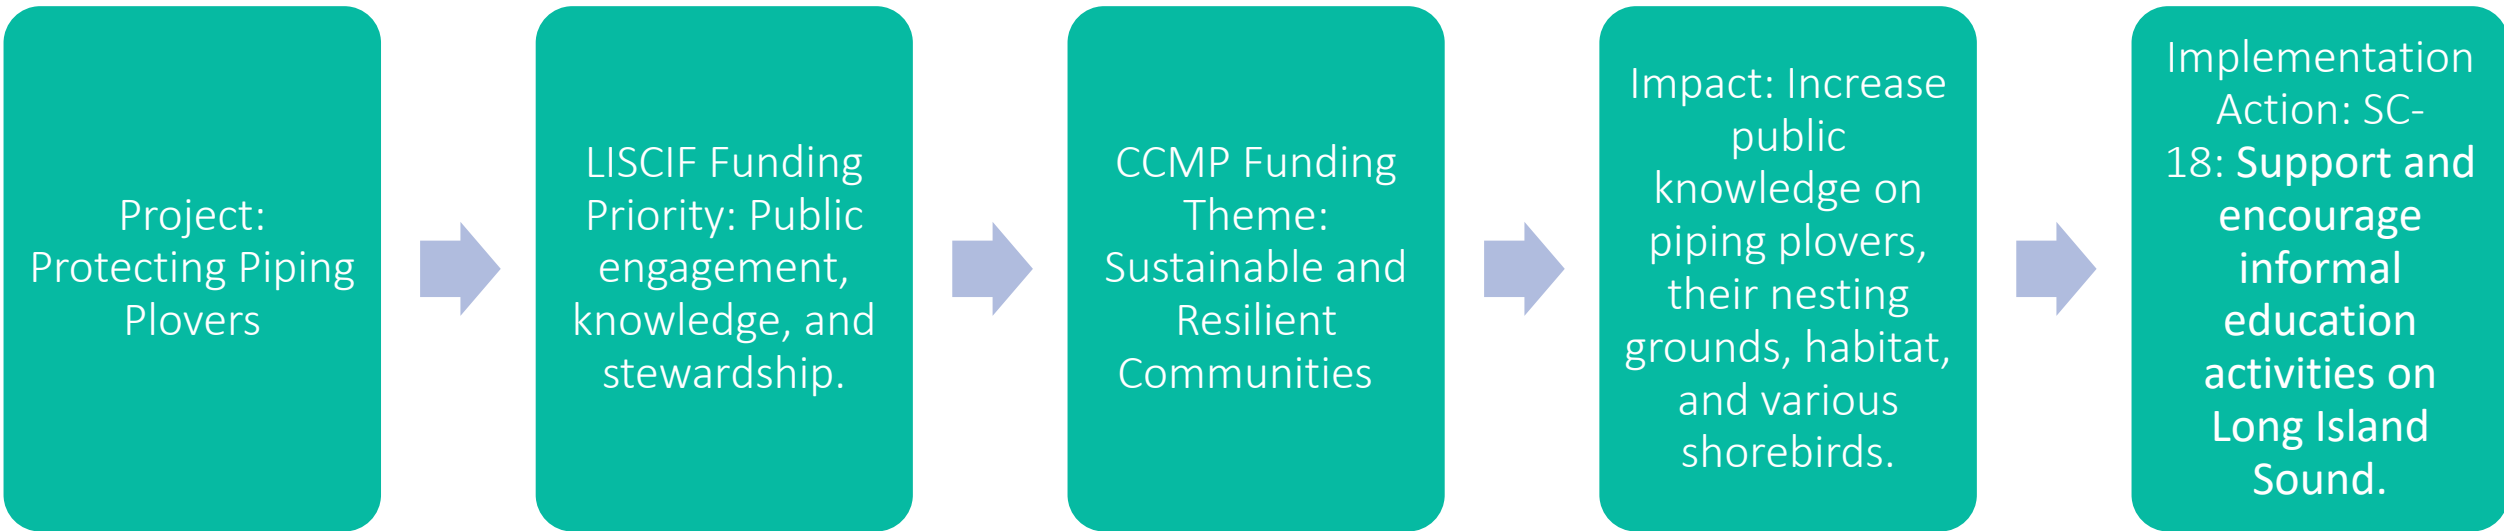 Project:
Protecting Piping
Plovers
LISCIF Funding
Priority: Public
engagement,
knowledge, and
stewardship.
CCMP Funding
Theme:
Sustainable and
Resilient
Communities
Impact: Increase
public
knowledge on
piping plovers,
their nesting
grounds, habitat,
and various
shorebirds.
Implementation
Action: SC-
18: Support and
encourage
informal
education
activities on
Long Island
Sound.